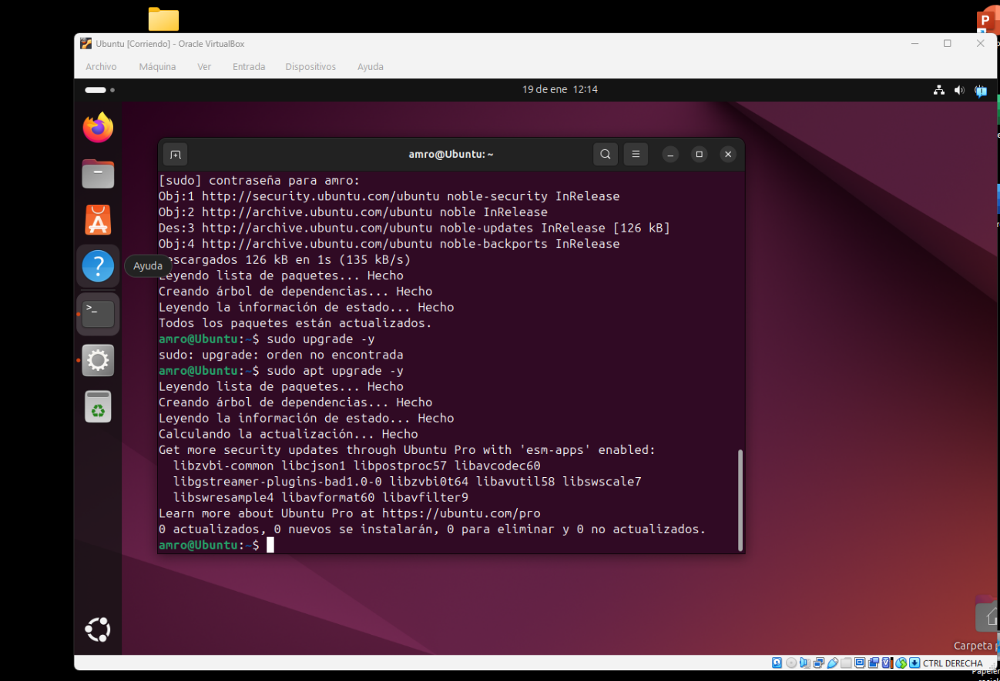 Ubuntu [Corriendo] - Oracle VirtualBox
Archivo Máquina Ver Entrada Dispositivos Ayuda
19 de ene 12:14
amro@Ubuntu: ~
[sudo] contraseña para amro:
Obj:1 http://security.ubuntu.com/ubuntu noble-security InRelease
Obj:2 http://archive.ubuntu.com/ubuntu noble InRelease
Des:3 http://archive.ubuntu.com/ubuntu noble-updates InRelease [126 kB]
Obj:4 http://archive.ubuntu.com/ubuntu noble-backports InRelease
escargados 126 kB en 1s (135 kB/s)
Ayuda
Leyendo lista de paquetes... Hecho
Creando árbol de dependencias... Hecho
Leyendo la información de estado... Hecho
Todos los paquetes están actualizados.
amro@Ubuntu:~$ sudo upgrade -y
sudo: upgrade: orden no encontrada
amro@Ubuntu:~$ sudo apt upgrade -y
Leyendo lista de paquetes... Hecho
Creando árbol de dependencias... Hecho
Leyendo la información de estado... Hecho
Calculando la actualización... Hecho
Get more security updates through Ubuntu Pro with 'esm-apps' enabled:
libzvbi-common libcjson1 libpostproc57 libavcodec60
libgstreamer-plugins-bad1.0-0 libzvbi0t64 libavutil58 libswscale7
libswresample4 libavformat60 libavfilter9
Learn more about Ubuntu Pro at https://ubuntu.com/pro
0 actualizados, 0 nuevos se instalarán, 0 para eliminar y 0 no actualizados.
amro@Ubuntu:~$
Carpeta
CTRL DERECHA